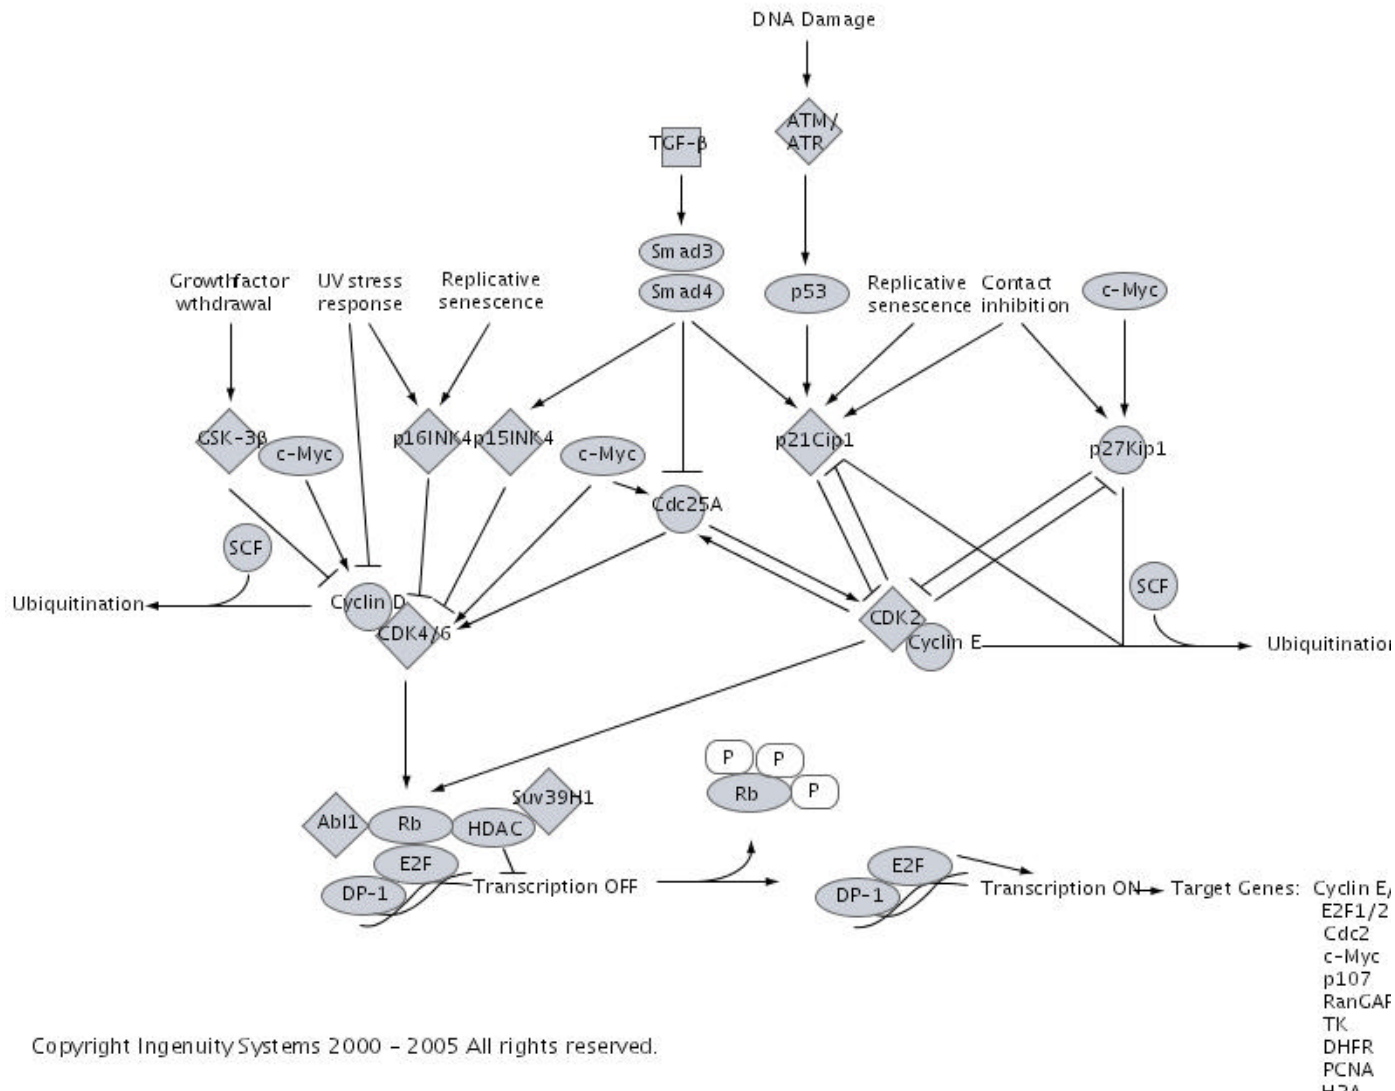 DNA Damage
ATM/
ATR
TGF-β
Smad3
Smad4
p53
Growthfactor
wthdrawal
UV stress
response
Replicative
senescence
Replicative
senescence
Contact
inhibition
c-Myc
GSK-3β
c-Myc
p16INK4
p15INK4
c-Myc
Cdc25A
p21Cip1
p27Kip1
SCF
Ubiquitination
Cyclin D
CDK4/6
CDK2
Cyclin E
SCF
Ubiquitination
P
P
P
Rb
Abl1
Rb
HDAC
Suv39H1
E2F
DP-1
Transcription OFF
E2F
DP-1
Transcription ON
Target Genes: Cyclin E/
E2F1/2
Cdc2
c-Myc
p107
RanGAP
TK
DHFR
PCNA
H2A
Copyright Ingenuity Systems 2000 – 2005 All rights reserved.